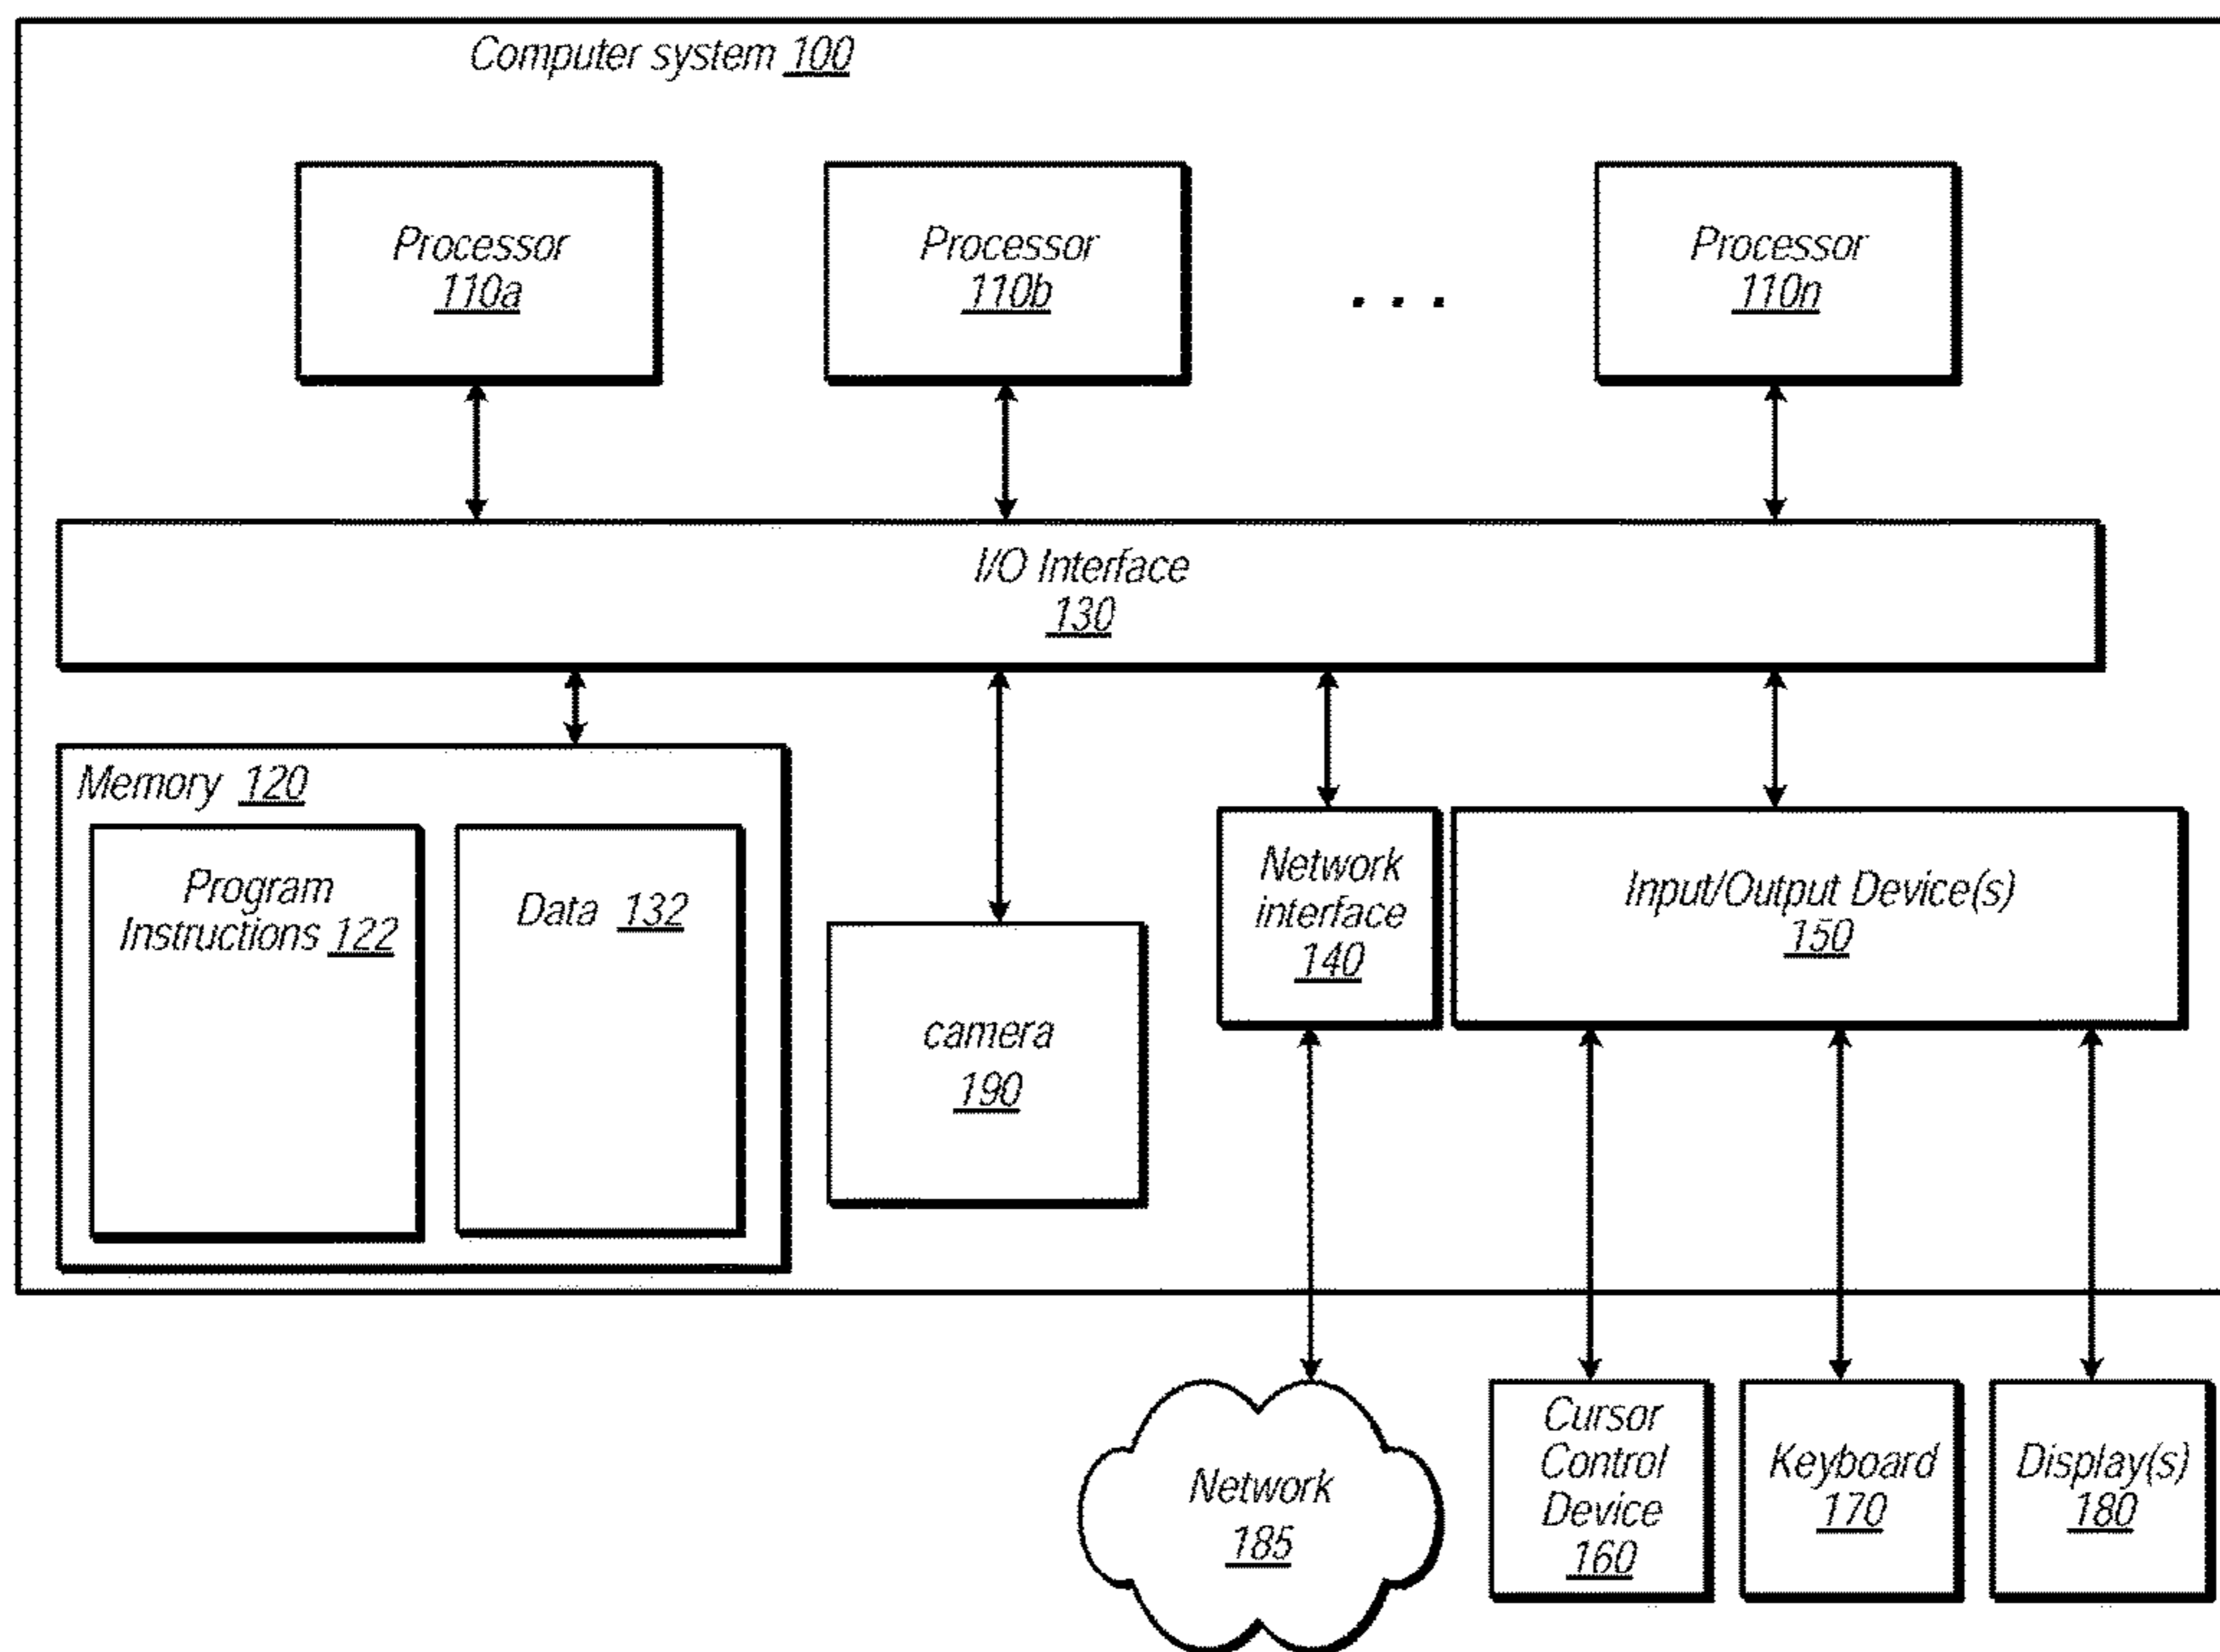 Computer system 100
Processor
110a
Processor
110b
. . .
Processor
110n
I/O Interface
130
Memory 120
Program
Instructions 122
Data 132
camera
190
Network
interface
140
Input/Output Device(s)
150
Network
185
Cursor
Control
Device
160
Keyboard
170
Display(s)
180